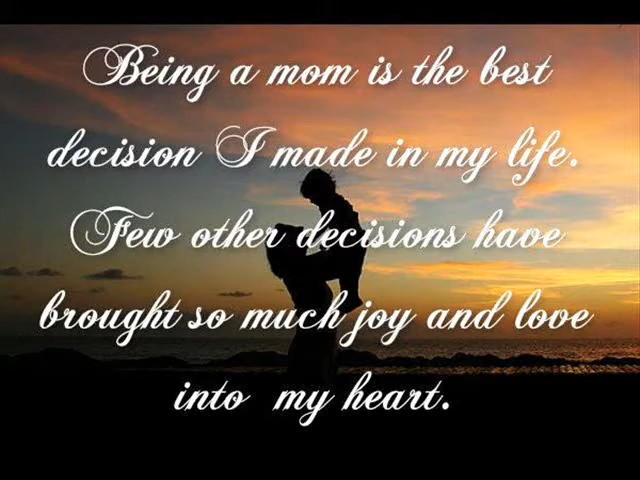 Being a mom is the best
decision I made in my life.
Few other decisions have
brought so much joy and love
into my heart.